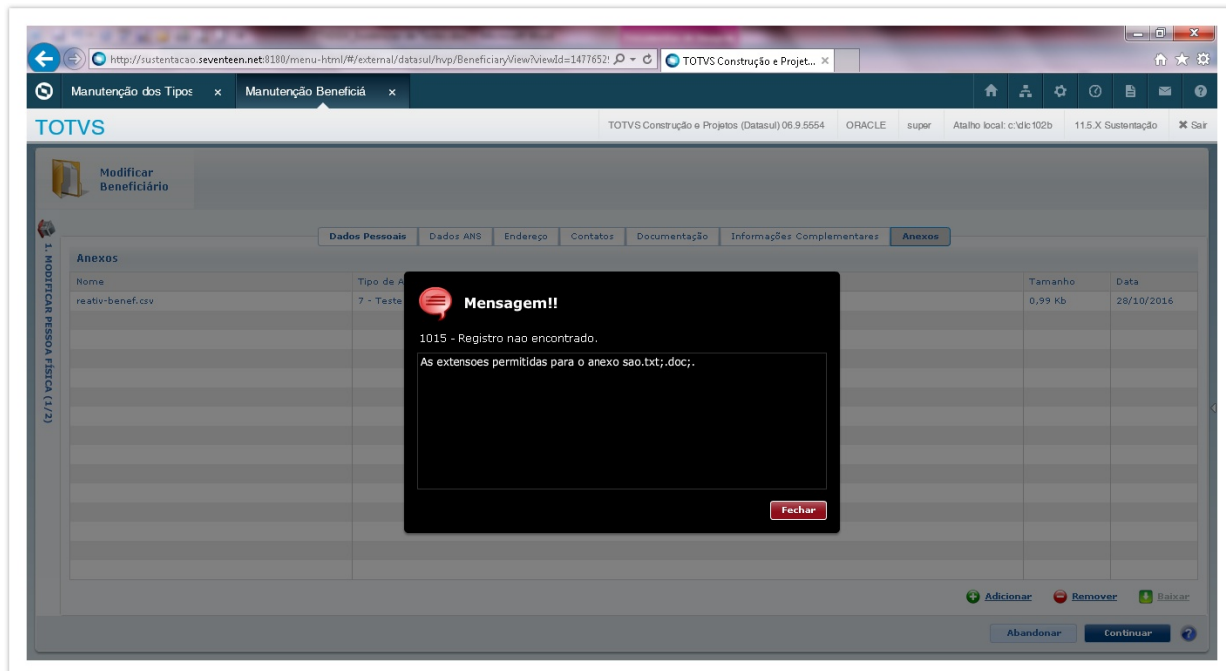 http://sustentacao.seventeen.net:8180/menu-html/#/external/datasul/hvp/Beneficiary/View?viewId=1477652!
TOTVS Construção e Projet...
Manutenção dos Tipos x Manutenção Beneficiá x
TOTVS
TOTVS Construção e Projetos (Datasul) 06.9.5554 ORACLE super Atalho local: c:\dlc102b 11.5.X Sustentação Sair
Modificar
Beneficiário
1. MODIFICAR PESSOA FÍSICA (1/2)
Dados Pessoais Dados ANS Endereço Contatos Documentação Informações Complementares Anexos
Anexos
Nome Tipo de A Tamanho Data
reativ-benef.csv 7 - Teste 0,99 Kb 28/10/2016
Mensagem!!
1015 - Registro nao encontrado.
As extensoes permitidas para o anexo sao.txt;.doc;.
Fechar
Adicionar Remover Baixar
Abandonar Continuar